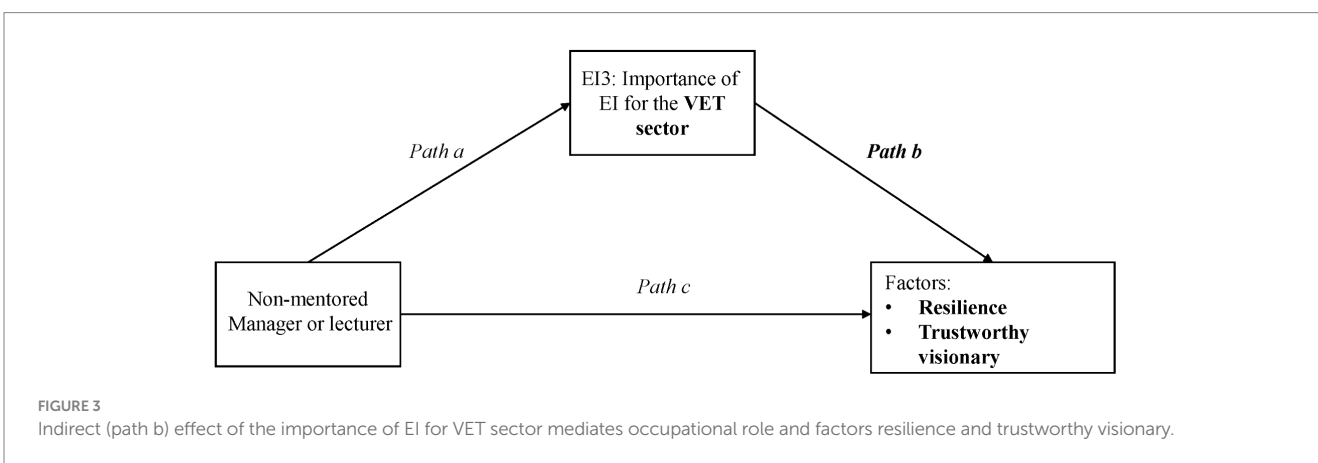 EI3: Importance of
EI for the VET
sector
Path a
Path b
Non-mentored
Manager or lecturer
Path c
Factors:
• Resilience
• Trustworthy
visionary
FIGURE 3
Indirect (path b) effect of the importance of EI for VET sector mediates occupational role and factors resilience and trustworthy visionary.